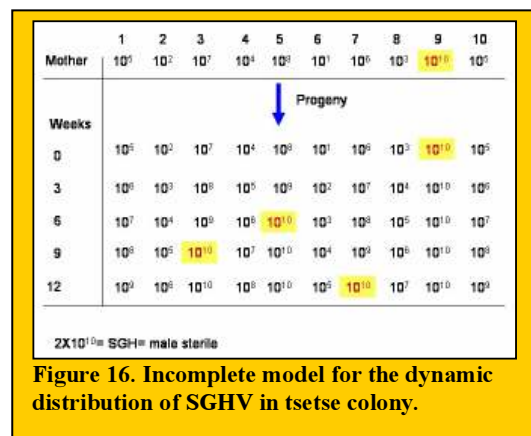 1 2 3 4 5 6 7 8 9 10
Mother 10⁵ 10² 10⁷ 10⁴ 10⁸ 10¹ 10⁶ 10³ 10¹⁰ 10⁵
Progeny
Weeks
0 10⁵ 10² 10⁷ 10⁴ 10⁸ 10¹ 10⁶ 10³ 10¹⁰ 10⁵
3 10⁶ 10³ 10⁸ 10⁵ 10⁹ 10² 10⁷ 10⁴ 10¹⁰ 10⁶
6 10⁷ 10⁴ 10⁹ 10⁶ 10¹⁰ 10³ 10⁸ 10⁵ 10¹⁰ 10⁷
9 10⁸ 10⁵ 10¹⁰ 10⁷ 10¹⁰ 10⁴ 10⁹ 10⁶ 10¹⁰ 10⁸
12 10⁹ 10⁶ 10¹⁰ 10⁸ 10¹⁰ 10⁵ 10¹⁰ 10⁷ 10¹⁰ 10⁹
2X10¹⁰= SGH= male sterile
Figure 16. Incomplete model for the dynamic
distribution of SGHV in tsetse colony.